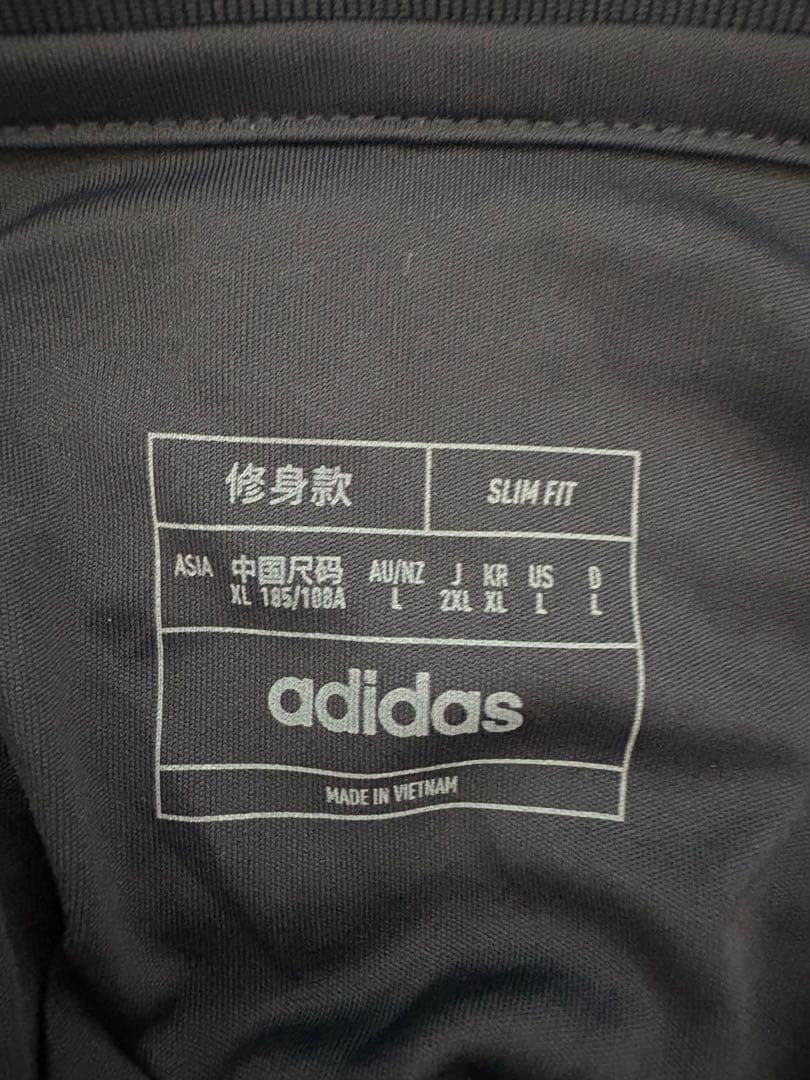 修身款 SLIM FIT
ASIA 中国尺码 AU/NZ J KR US D
XL 185/108A L 2XL XL L L
adidas
MADE IN VIETNAM